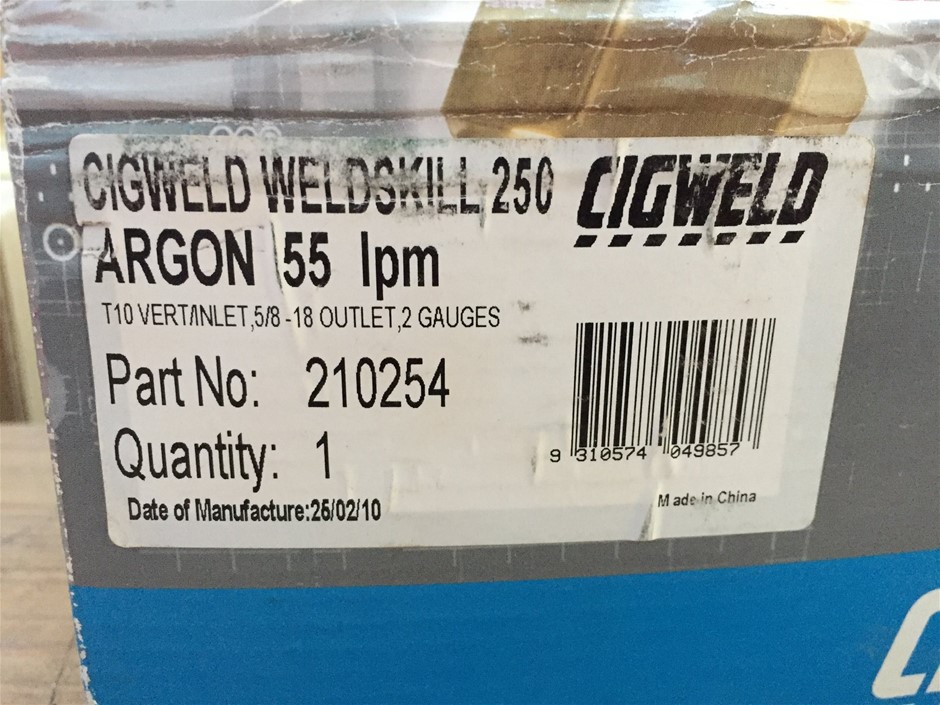 CIGWELD WELDSKILL 250
CIGWELD
ARGON 55 lpm
T10 VERT/INLET,5/8-18 OUTLET,2 GAUGES
Part No: 210254
Quantity: 1
9 310574 049857
Date of Manufacture:26/02/10
Made in China